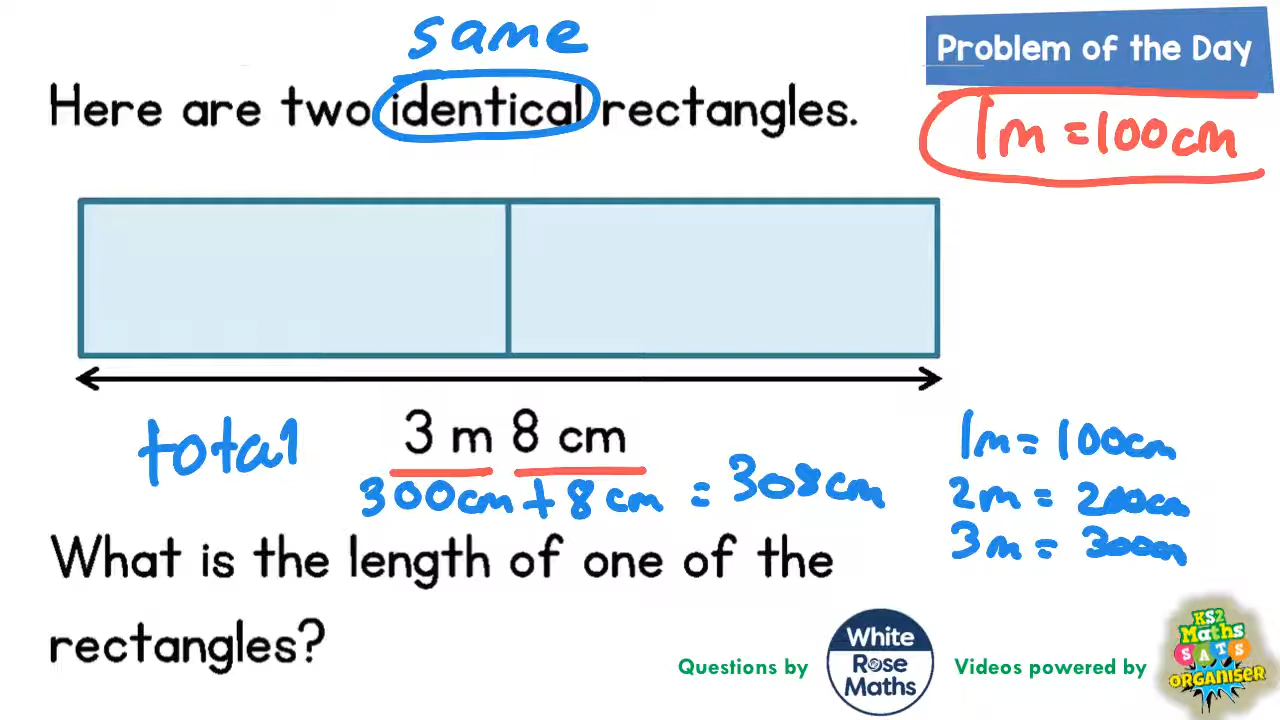 same
Problem of the Day
Here are two identical rectangles.
1m = 100cm
total
3 m 8 cm
300cm + 8cm = 308cm
1m = 100cm
2m = 200cm
3m = 300cm
What is the length of one of the
rectangles?
Questions by
White
Rose
Maths
Videos powered by
KS2
Maths
SATS
ORGANISER